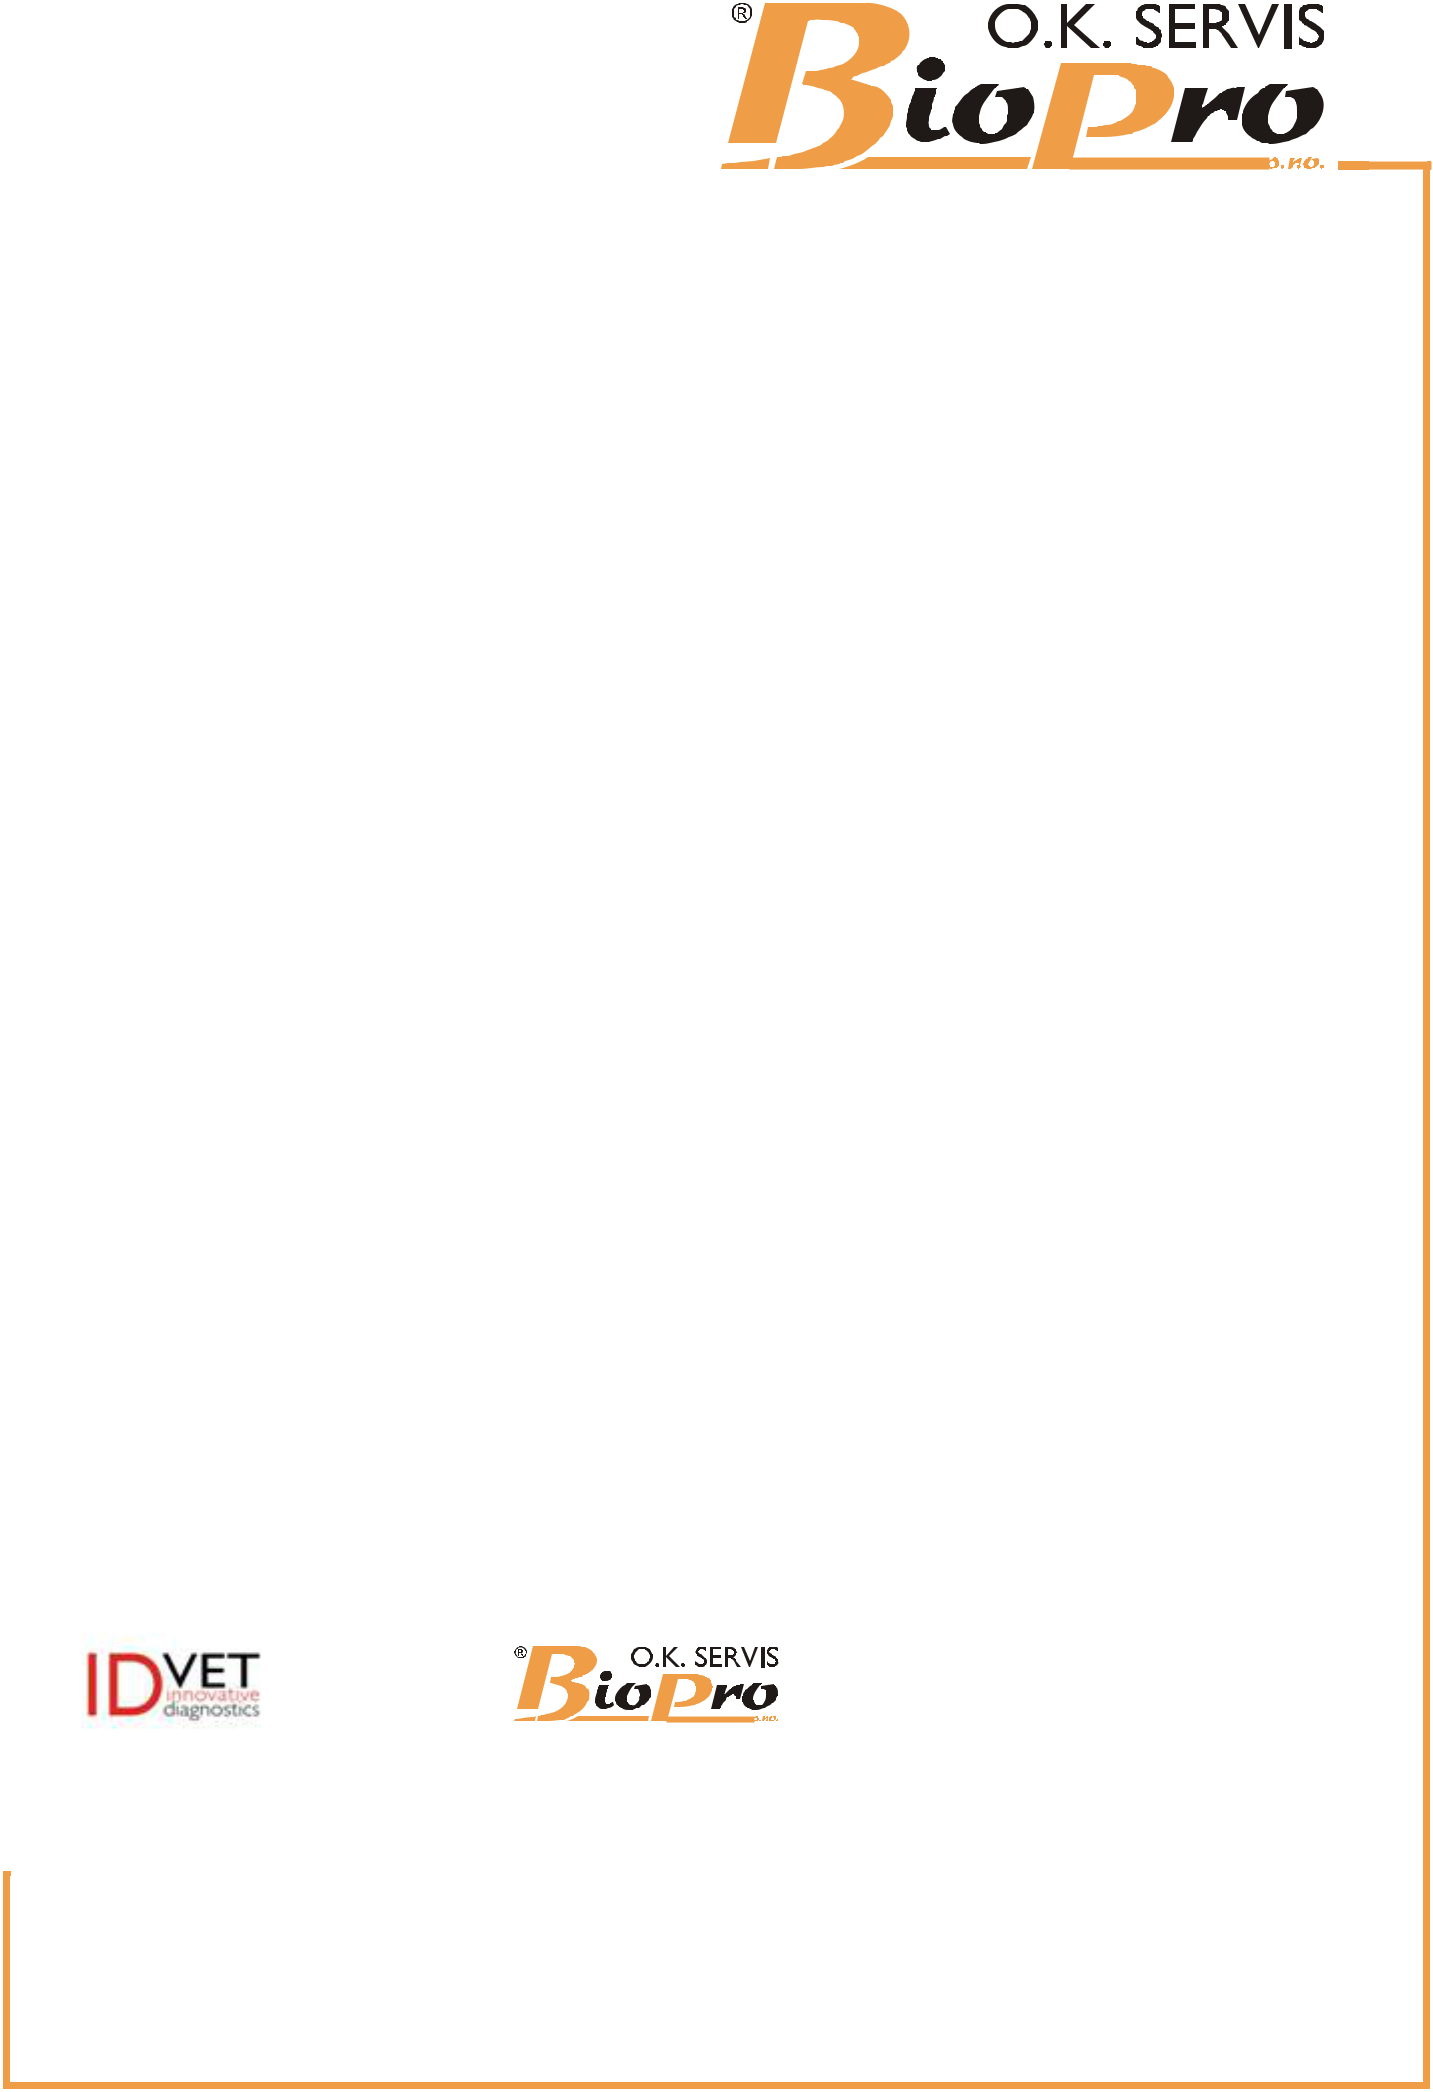 ® O.K. SERVIS
BioPro
IDVET
innovative
diagnostics
® O.K. SERVIS
BioPro